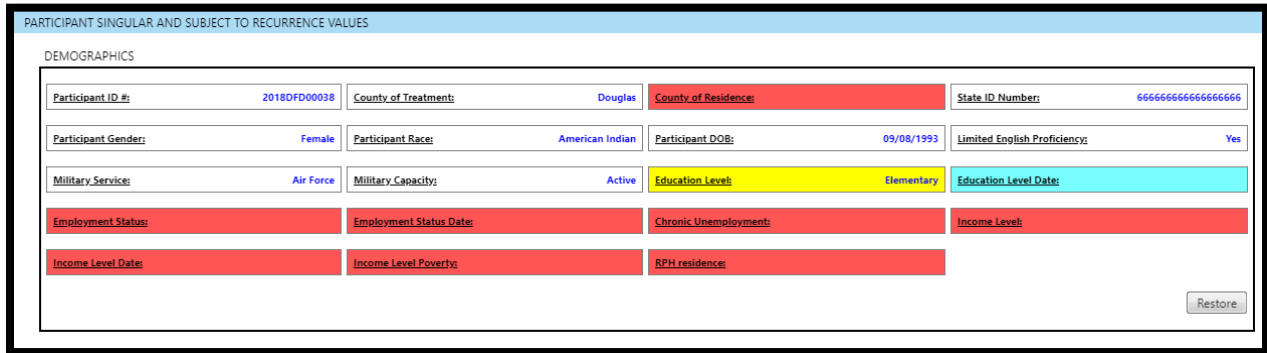 PARTICIPANT SINGULAR AND SUBJECT TO RECURRENCE VALUES
DEMOGRAPHICS
Participant ID #: 2018DFD00038 County of Treatment: Douglas County of Residence: State ID Number: 666666666666666666
Participant Gender: Female Participant Race: American Indian Participant DOB: 09/08/1993 Limited English Proficiency: Yes
Military Service: Air Force Military Capacity: Active Education Level: Elementary Education Level Date:
Employment Status: Employment Status Date: Chronic Unemployment: Income Level:
Income Level Date: Income Level Poverty: RPH residence:
Restore